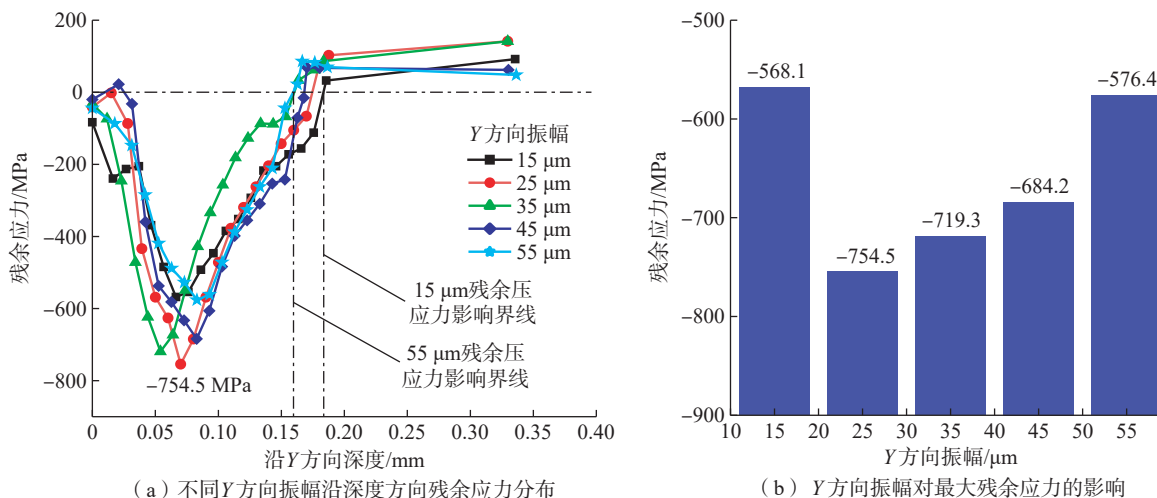 200
0
−200
−400
−600
−800
残余应力/MPa
Y方向振幅
15 μm
25 μm
35 μm
45 μm
55 μm
15 μm残余压
应力影响界线
55 μm残余压
应力影响界线
−754.5 MPa
0 0.05 0.10 0.15 0.20 0.25 0.30 0.35 0.40
沿Y方向深度/mm
(a) 不同Y方向振幅沿深度方向残余应力分布
−500
−600
−700
−800
−900
残余应力/MPa
−568.1
−754.5
−719.3
−684.2
−576.4
10 15 20 25 30 35 40 45 50 55
Y方向振幅/μm
(b) Y方向振幅对最大残余应力的影响